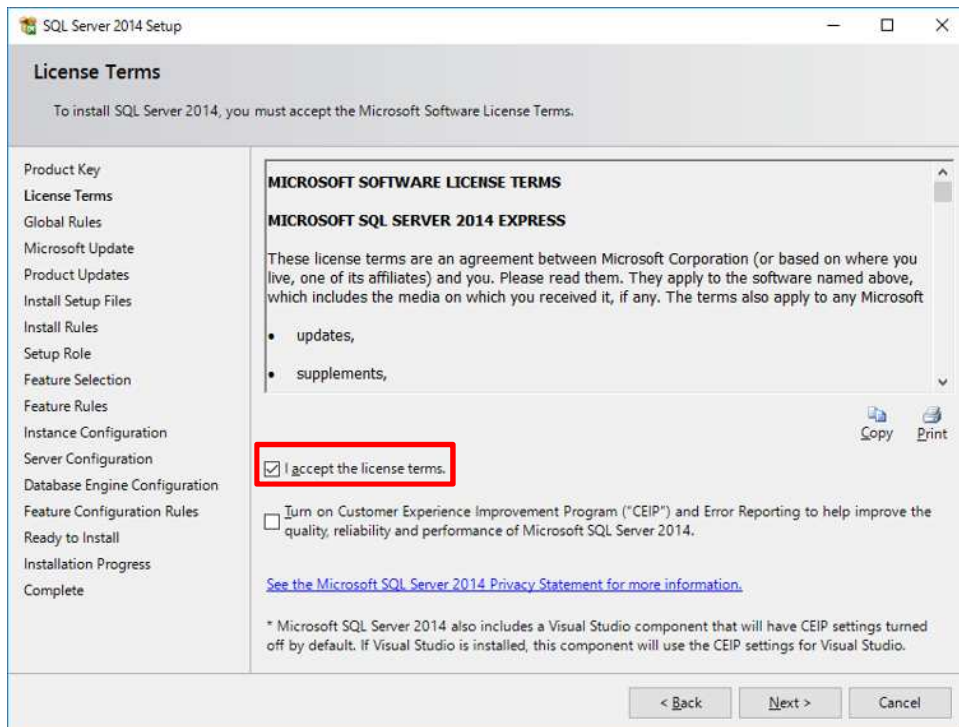 SQL Server 2014 Setup
License Terms
To install SQL Server 2014, you must accept the Microsoft Software License Terms.
Product Key
License Terms
Global Rules
Microsoft Update
Product Updates
Install Setup Files
Install Rules
Setup Role
Feature Selection
Feature Rules
Instance Configuration
Server Configuration
Database Engine Configuration
Feature Configuration Rules
Ready to Install
Installation Progress
Complete
MICROSOFT SOFTWARE LICENSE TERMS
MICROSOFT SQL SERVER 2014 EXPRESS
These license terms are an agreement between Microsoft Corporation (or based on where you
live, one of its affiliates) and you. Please read them. They apply to the software named above,
which includes the media on which you received it, if any. The terms also apply to any Microsoft
• updates,
• supplements,
Copy Print
I accept the license terms.
Turn on Customer Experience Improvement Program ("CEIP") and Error Reporting to help improve the
quality, reliability and performance of Microsoft SQL Server 2014.
See the Microsoft SQL Server 2014 Privacy Statement for more information.
* Microsoft SQL Server 2014 also includes a Visual Studio component that will have CEIP settings turned
off by default. If Visual Studio is installed, this component will use the CEIP settings for Visual Studio.
< Back Next > Cancel